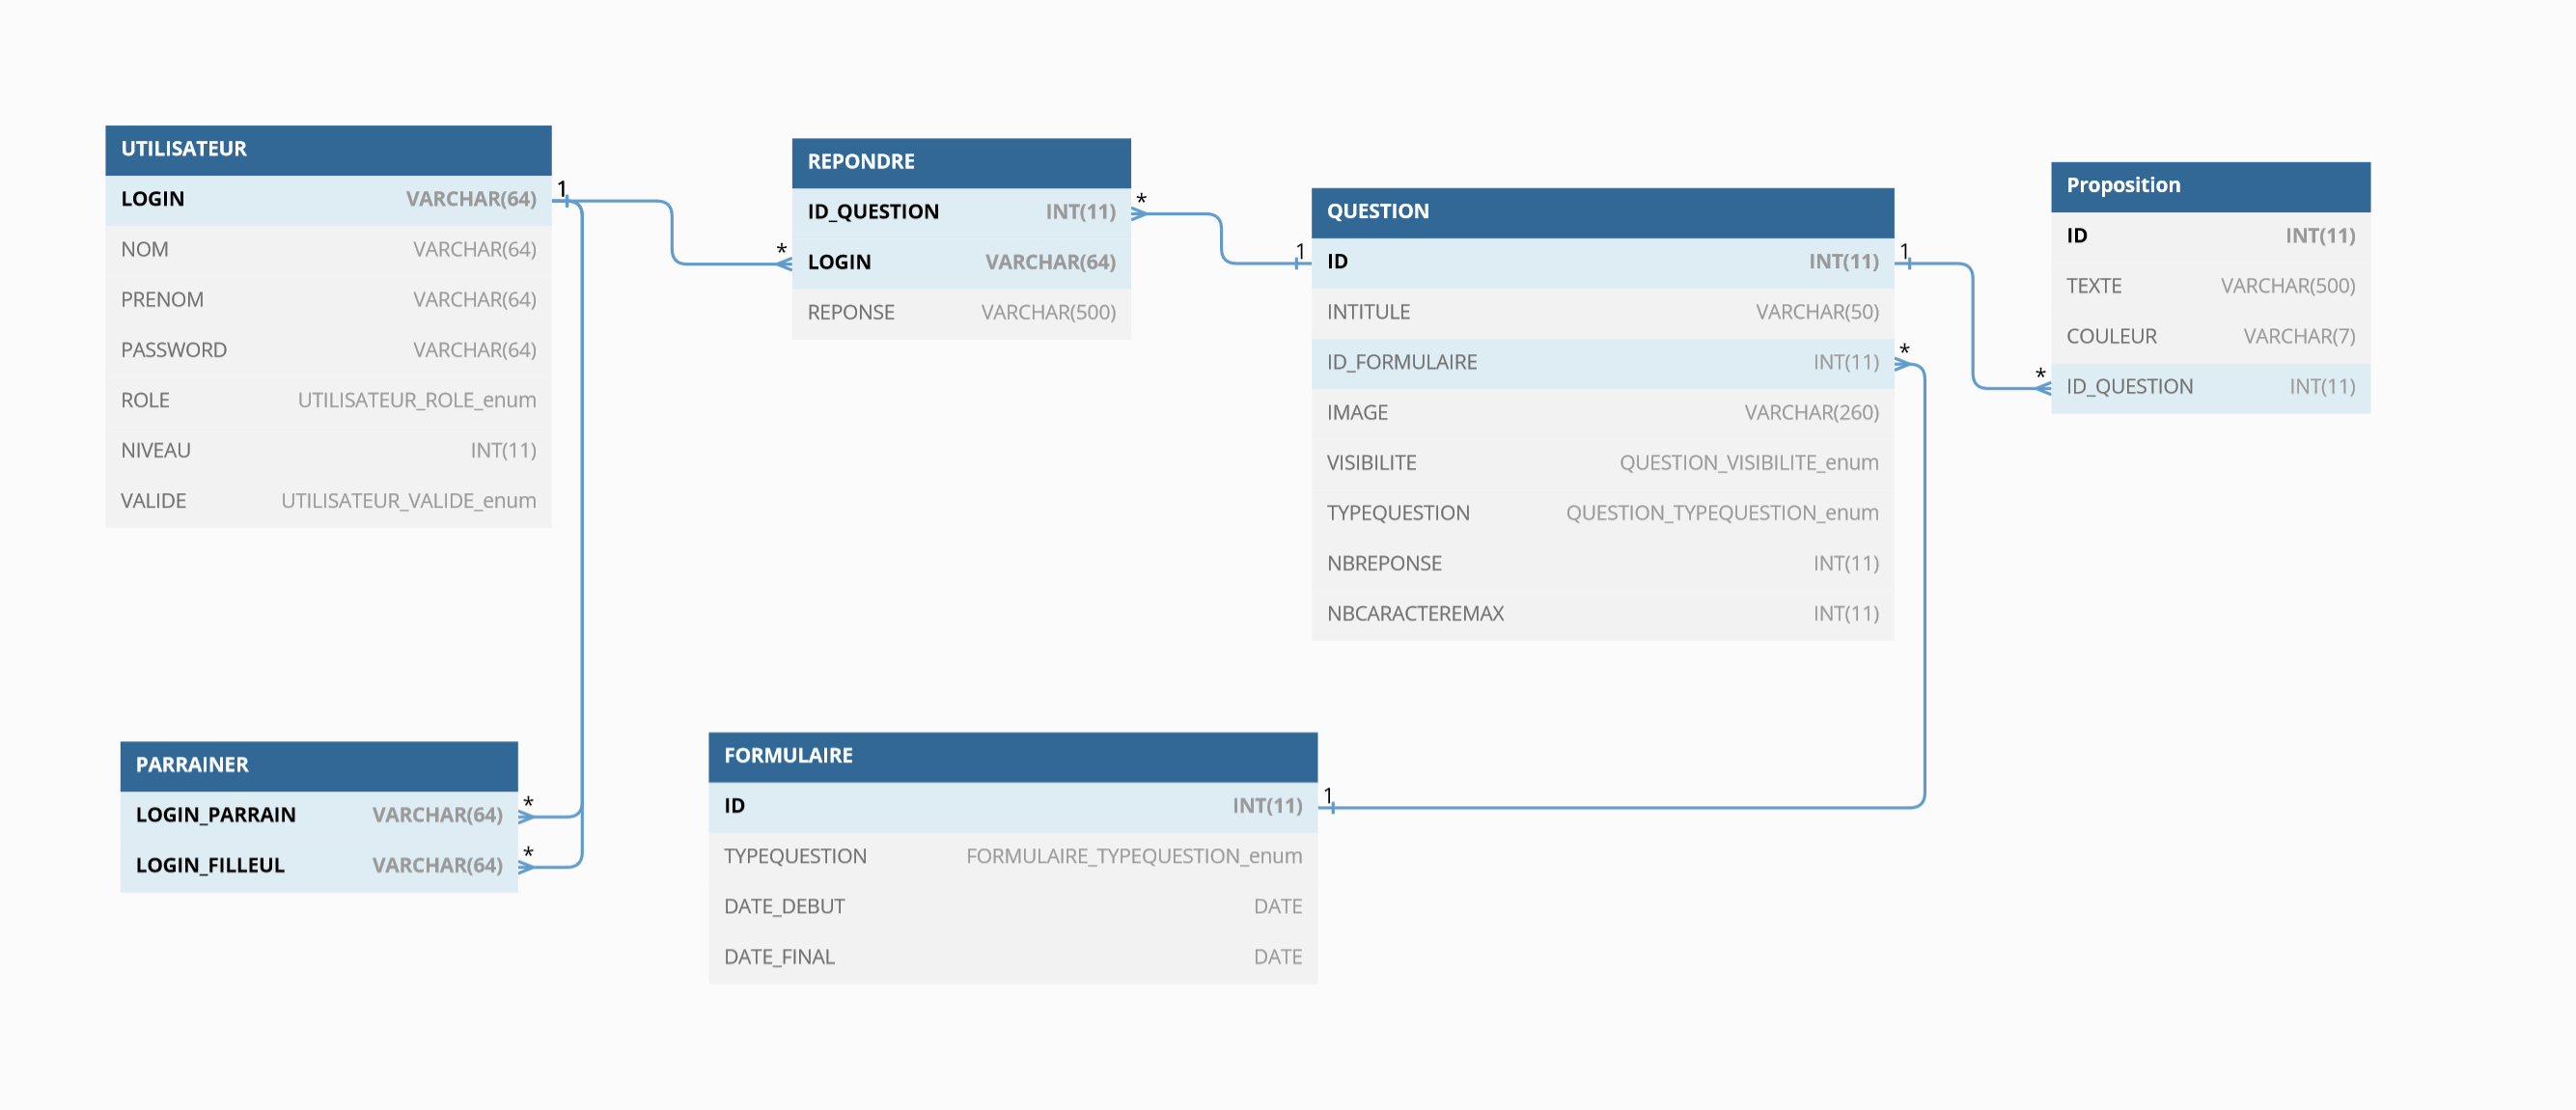 UTILISATEUR
LOGIN VARCHAR(64)
NOM VARCHAR(64)
PRENOM VARCHAR(64)
PASSWORD VARCHAR(64)
ROLE UTILISATEUR_ROLE_enum
NIVEAU INT(11)
VALIDE UTILISATEUR_VALIDE_enum
1
*
REPONDRE
ID_QUESTION INT(11)
LOGIN VARCHAR(64)
REPONSE VARCHAR(500)
*
1
QUESTION
ID INT(11)
INTITULE VARCHAR(50)
ID_FORMULAIRE INT(11)
IMAGE VARCHAR(260)
VISIBILITE QUESTION_VISIBILITE_enum
TYPEQUESTION QUESTION_TYPEQUESTION_enum
NBREPONSE INT(11)
NBCARACTEREMAX INT(11)
1
*
*
Proposition
ID INT(11)
TEXTE VARCHAR(500)
COULEUR VARCHAR(7)
ID_QUESTION INT(11)
PARRAINER
LOGIN_PARRAIN VARCHAR(64)
LOGIN_FILLEUL VARCHAR(64)
*
*
FORMULAIRE
ID INT(11)
TYPEQUESTION FORMULAIRE_TYPEQUESTION_enum
DATE_DEBUT DATE
DATE_FINAL DATE
1